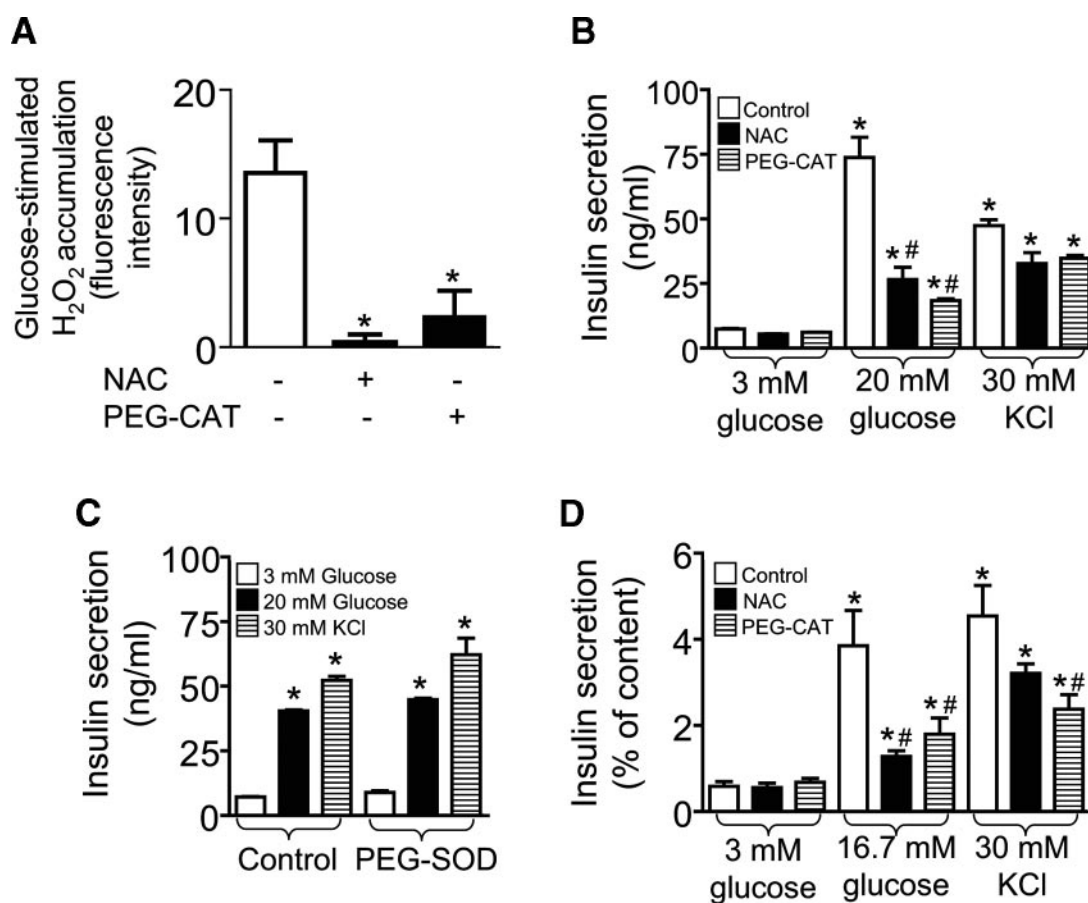 A
Glucose-stimulated
H₂O₂ accumulation
(fluorescence
intensity)
20
10
0
*
*
NAC - + -
PEG-CAT - - +
B
Insulin secretion
(ng/ml)
100
75
50
25
0
Control
NAC
PEG-CAT
*
*#
*#
*
*
*
3 mM
glucose
20 mM
glucose
30 mM
KCl
C
Insulin secretion
(ng/ml)
100
75
50
25
0
3 mM Glucose
20 mM Glucose
30 mM KCl
*
*
*
*
Control
PEG-SOD
D
Insulin secretion
(% of content)
6
4
2
0
Control
NAC
PEG-CAT
*
*#
*#
*
*
*#
3 mM
glucose
16.7 mM
glucose
30 mM
KCl